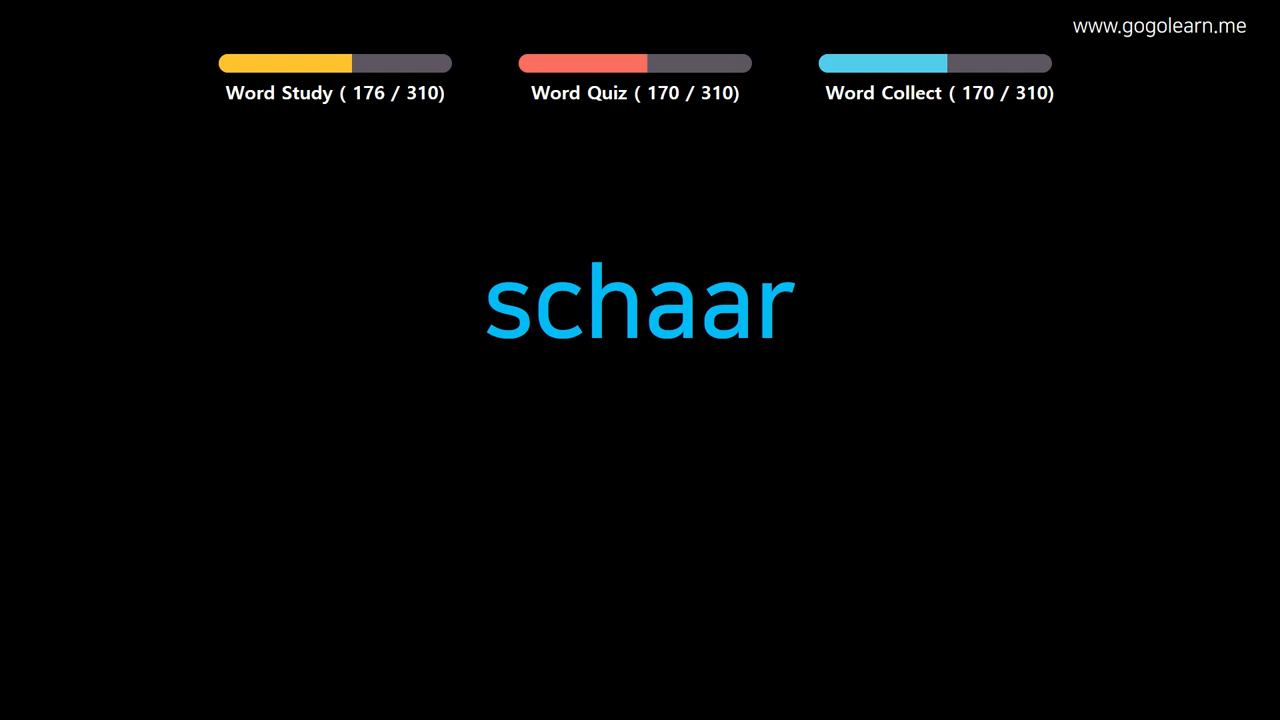 www.gogolearn.me
Word Study ( 176 / 310)
Word Quiz ( 170 / 310)
Word Collect ( 170 / 310)
schaar